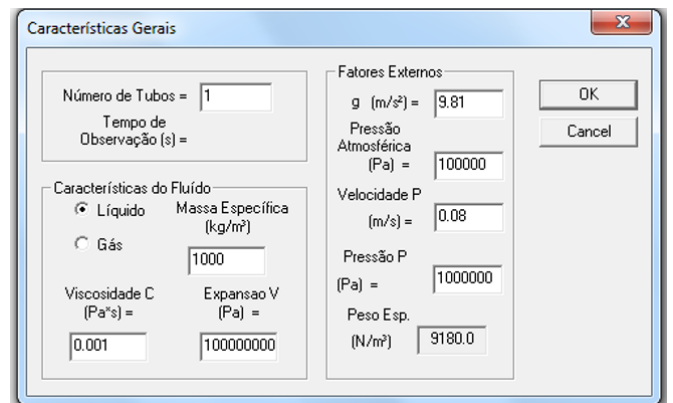 Características Gerais
Número de Tubos = 1
Tempo de
Observação (s) =
Características do Fluído
Líquido
Gás
Massa Específica
(kg/m³)
1000
Viscosidade C
(Pa*s) =
0.001
Expansao V
(Pa) =
100000000
Fatores Externos
g (m/s²) = 9.81
Pressão
Atmosférica
(Pa) = 100000
Velocidade P
(m/s) = 0.08
Pressão P
(Pa) = 1000000
Peso Esp.
(N/m³) 9180.0
OK
Cancel